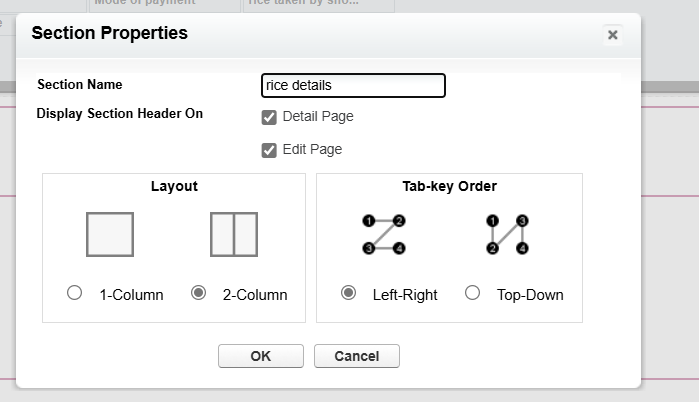 Mode of payment rice taken by sho...
Section Properties
Section Name rice details
Display Section Header On Detail Page
Edit Page
Layout Tab-key Order
1 2 1 3
3 4 2 4
1-Column 2-Column Left-Right Top-Down
OK Cancel